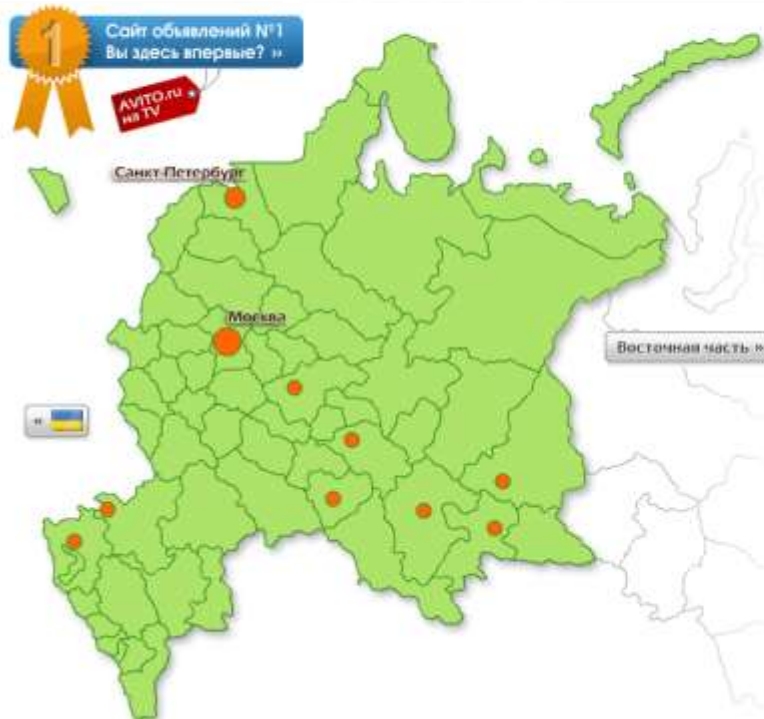 1
Сайт объявлений №1
Вы здесь впервые? »
AVITO.ru
на TV
Санкт-Петербург
Москва
Восточная часть »
«